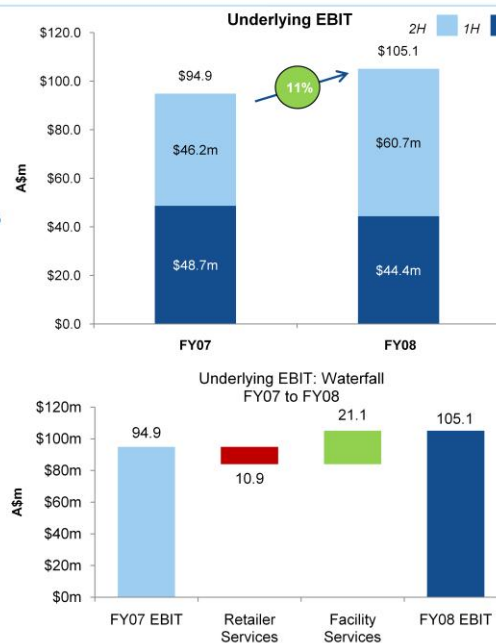 Underlying EBIT
2H 1H
$120.0
$100.0
$80.0
$60.0
$40.0
$20.0
$0.0
A$m
$94.9
11%
$105.1
$46.2m
$60.7m
$48.7m
$44.4m
FY07 FY08
Underlying EBIT: Waterfall
FY07 to FY08
$120m
$100m
$80m
$60m
$40m
$20m
$0m
A$m
94.9
10.9
21.1
105.1
FY07 EBIT Retailer Facility FY08 EBIT
Services Services